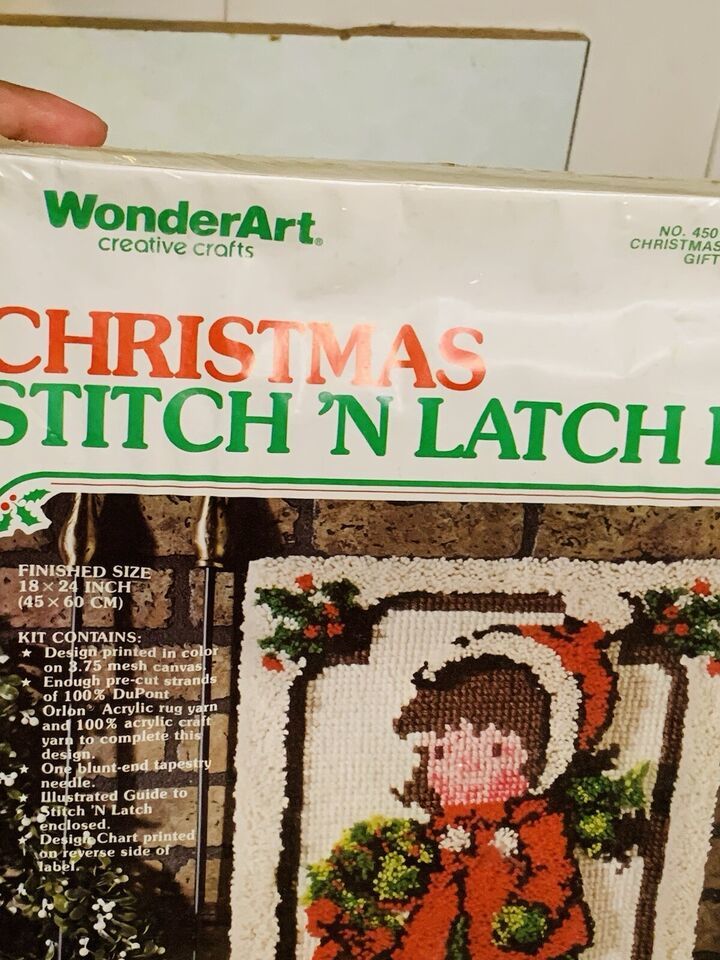 WonderArt®
creative crafts
NO. 450
CHRISTMAS
GIFT
CHRISTMAS
STITCH 'N LATCH
FINISHED SIZE
18 × 24 INCH
(45 × 60 CM)
KIT CONTAINS:
★ Design printed in color
on 3.75 mesh canvas.
★ Enough pre-cut strands
of 100% DuPont
Orlon® Acrylic rug yarn
and 100% acrylic craft
yarn to complete this
design.
★ One blunt-end tapestry
needle.
★ Illustrated Guide to
Stitch 'N Latch
enclosed.
★ Design Chart printed
on reverse side of
label.